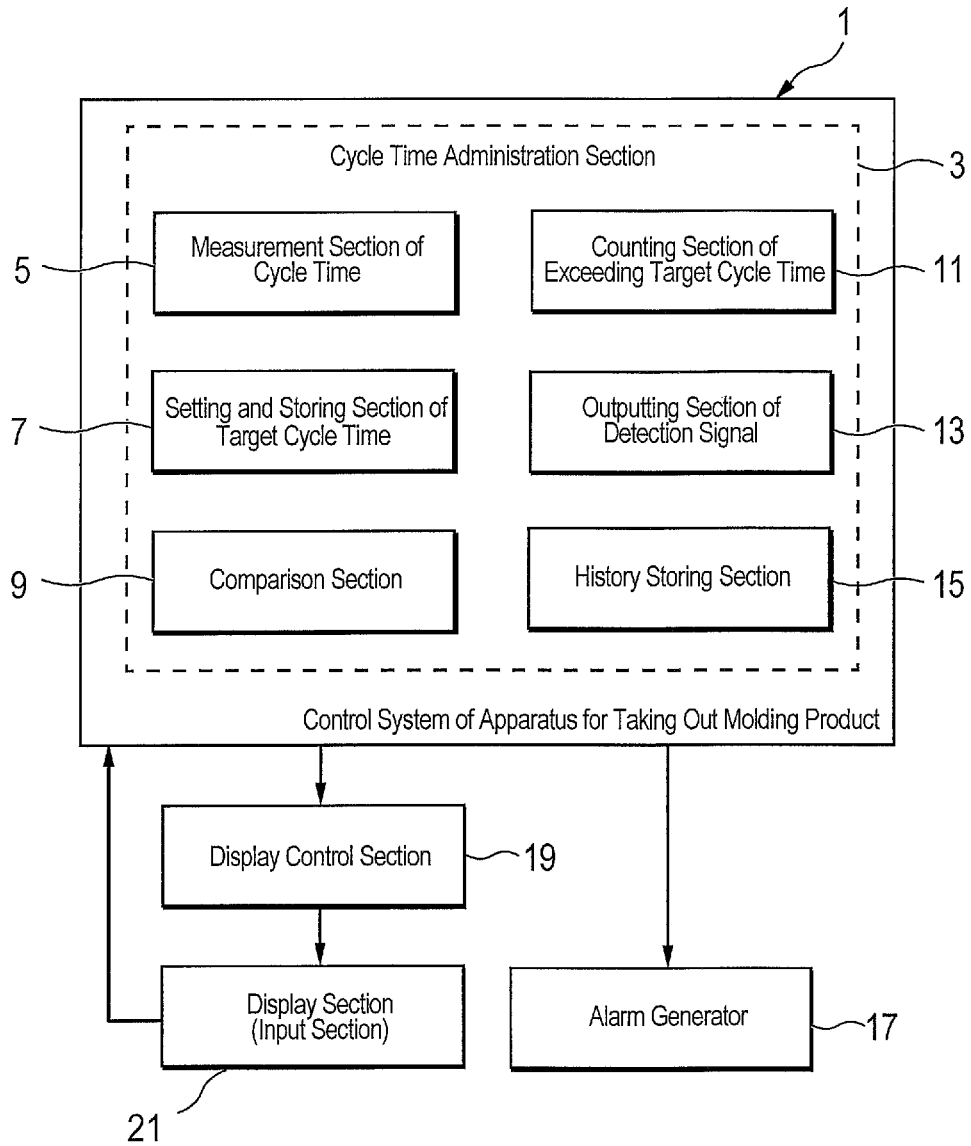 1
Cycle Time Administration Section
3
Measurement Section of
Cycle Time
5
Counting Section of
Exceeding Target Cycle Time
11
Setting and Storing Section of
Target Cycle Time
7
Outputting Section of
Detection Signal
13
Comparison Section
9
History Storing Section
15
Control System of Apparatus for Taking Out Molding Product
Display Control Section
19
Display Section
(Input Section)
21
Alarm Generator
17